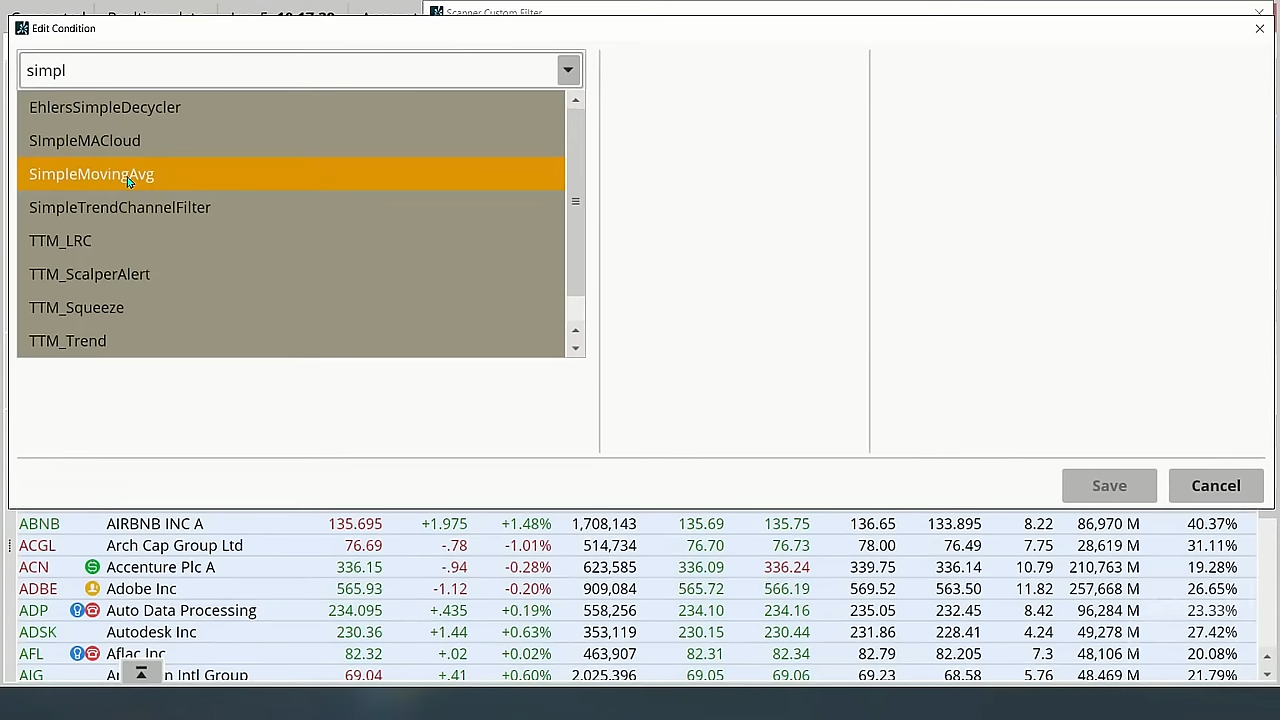 Scanner Custom Filter
Edit Condition
simpl
EhlersSimpleDecycler
SImpleMACloud
SimpleMovingAvg
SimpleTrendChannelFilter
TTM_LRC
TTM_ScalperAlert
TTM_Squeeze
TTM_Trend
Save Cancel
ABNB AIRBNB INC A 135.695 +1.975 +1.48% 1,708,143 135.69 135.75 136.65 133.895 8.22 86,970 M 40.37%
ACGL Arch Cap Group Ltd 76.69 -.78 -1.01% 514,734 76.70 76.73 78.00 76.49 7.75 28,619 M 31.11%
ACN Accenture Plc A 336.15 -.94 -0.28% 623,585 336.09 336.24 339.75 336.14 10.79 210,763 M 19.28%
ADBE Adobe Inc 565.93 -1.12 -0.20% 909,084 565.72 566.19 569.52 563.50 11.82 257,668 M 26.65%
ADP Auto Data Processing 234.095 +.435 +0.19% 558,256 234.10 234.16 235.05 232.45 8.42 96,284 M 23.33%
ADSK Autodesk Inc 230.36 +1.44 +0.63% 353,119 230.15 230.44 231.86 228.41 4.24 49,278 M 27.42%
AFL Aflac Inc 82.32 +.02 +0.02% 463,907 82.31 82.34 82.79 82.205 7.3 48,106 M 20.08%
AIG n Intl Group 69.04 +.41 +0.60% 2,025,396 69.05 69.06 69.23 68.58 5.76 48,469 M 21.79%